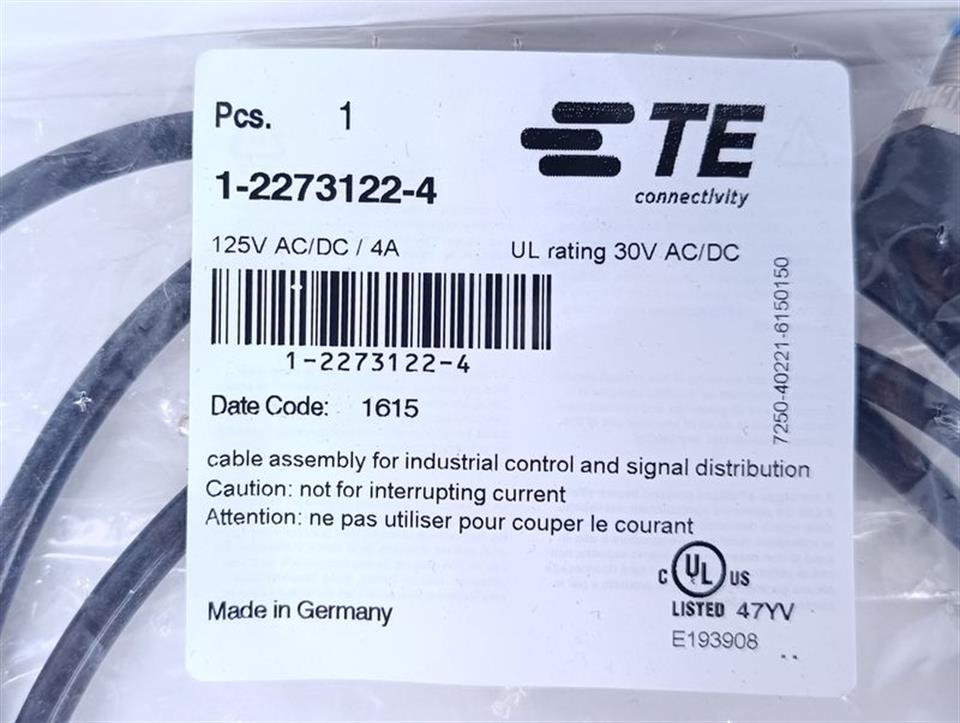 Pcs. 1
TE
connectivity
1-2273122-4
125V AC/DC / 4A UL rating 30V AC/DC
1-2273122-4
7250-40221-6150150
Date Code: 1615
cable assembly for industrial control and signal distribution
Caution: not for interrupting current
Attention: ne pas utiliser pour couper le courant
C UL US
LISTED 47YV
Made in Germany
E193908